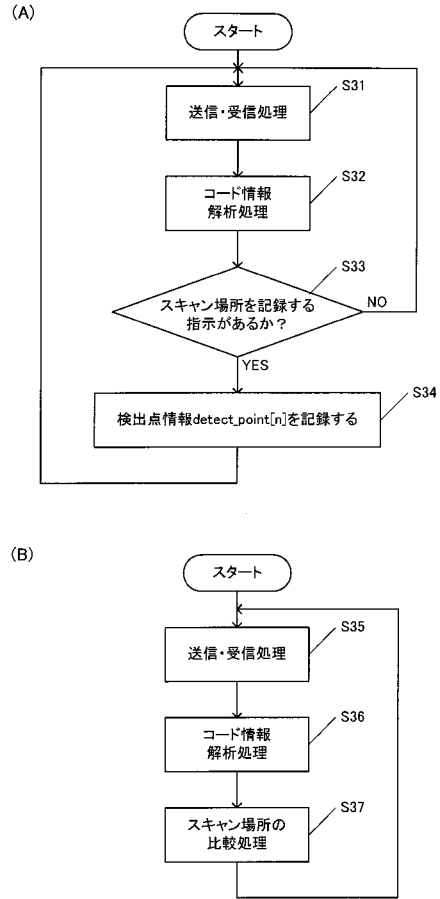 (A)
スタート
S31
送信・受信処理
S32
コード情報
解析処理
S33
スキャン場所を記録する
指示があるか？
NO
YES
S34
検出点情報detect_point[n]を記録する
(B)
スタート
S35
送信・受信処理
S36
コード情報
解析処理
S37
スキャン場所の
比較処理